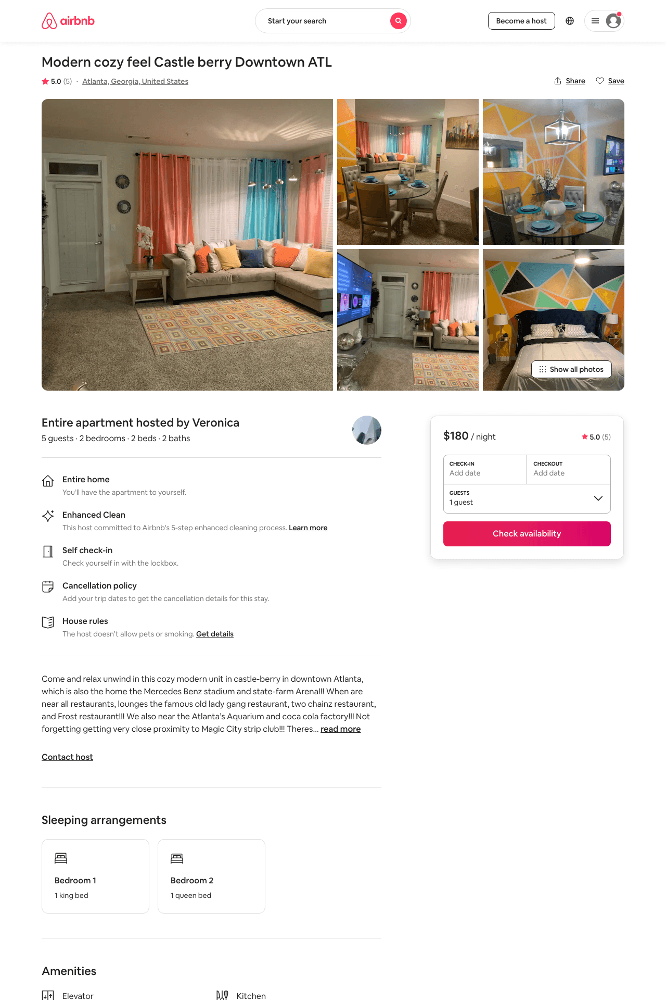 airbnb
Start your search
Become a host
Modern cozy feel Castle berry Downtown ATL
5.0 (5) · Atlanta, Georgia, United States
Share
Save
Show all photos
Entire apartment hosted by Veronica
5 guests · 2 bedrooms · 2 beds · 2 baths
$180 / night
5.0 (5)
CHECK-IN
Add date
CHECKOUT
Add date
GUESTS
1 guest
Check availability
Entire home
You’ll have the apartment to yourself.
Enhanced Clean
This host committed to Airbnb's 5-step enhanced cleaning process. Learn more
Self check-in
Check yourself in with the lockbox.
Cancellation policy
Add your trip dates to get the cancellation details for this stay.
House rules
The host doesn’t allow pets or smoking. Get details
Come and relax unwind in this cozy modern unit in castle-berry in downtown Atlanta,
which is also the home the Mercedes Benz stadium and state-farm Arena!!! When are
near all restaurants, lounges the famous old lady gang restaurant, two chainz restaurant,
and Frost restaurant!!! We also near the Atlanta’s Aquarium and coca cola factory!!! Not
forgetting getting very close proximity to Magic City strip club!!! Theres... read more
Contact host
Sleeping arrangements
Bedroom 1
1 king bed
Bedroom 2
1 queen bed
Amenities
Elevator
Kitchen